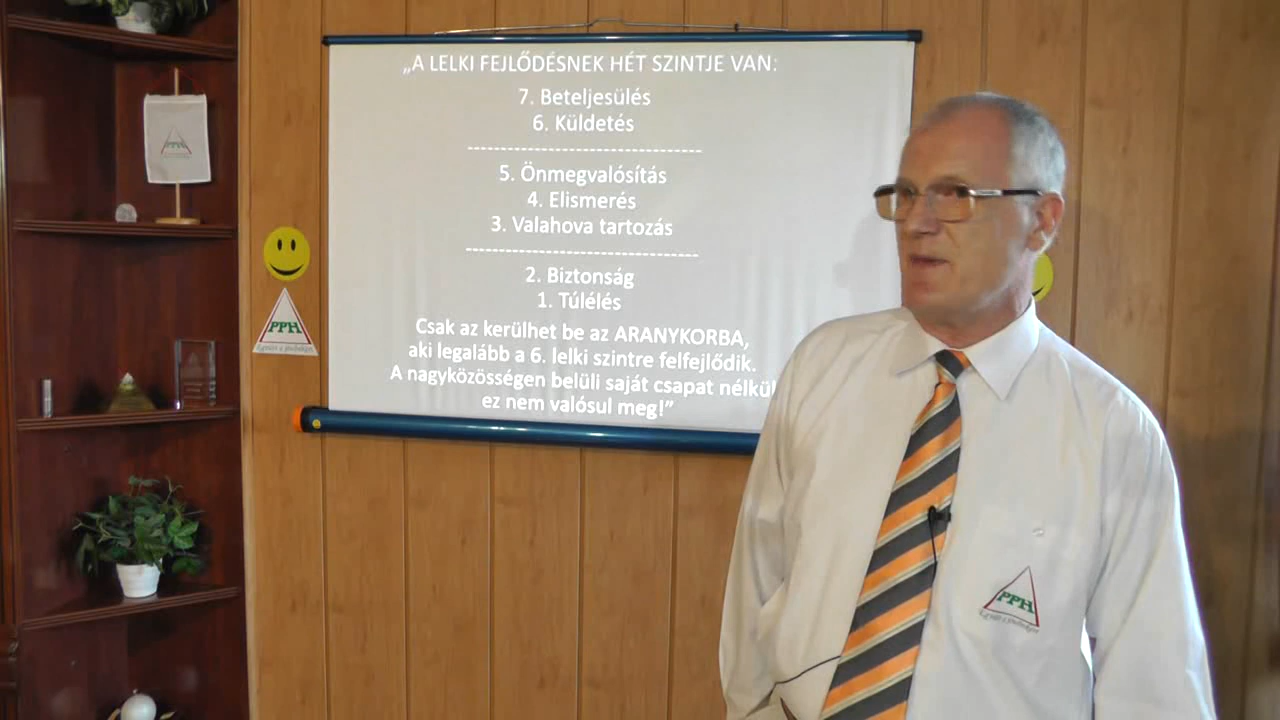 „A LELKI FEJLŐDÉSNEK HÉT SZINTJE VAN:
7. Beteljesülés
6. Küldetés
5. Önmegvalósítás
4. Elismerés
3. Valahova tartozás
2. Biztonság
1. Túlélés
Csak az kerülhet be az ARANYKORBA,
aki legalább a 6. lelki szintre felfejlődik.
A nagyközösségen belüli saját csapat nélkül
ez nem valósul meg!”
PPH
PPH
PPH